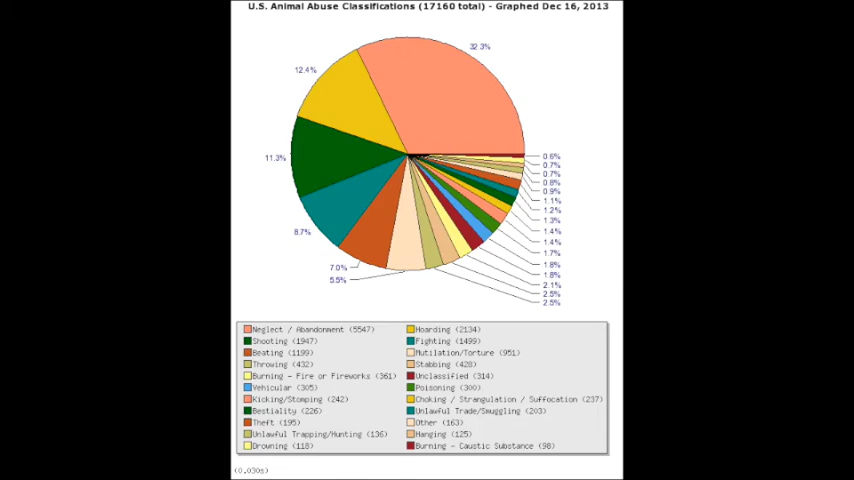 U.S. Animal Abuse Classifications (17160 total) - Graphed Dec 16, 2013
32.3%
12.4%
11.3%
8.7%
7.0%
5.5%
0.6%
0.7%
0.7%
0.8%
0.9%
1.1%
1.2%
1.3%
1.4%
1.4%
1.7%
1.8%
1.8%
2.1%
2.5%
2.5%
Neglect / Abandonment (5547) Hoarding (2134)
Shooting (1947) Fighting (1499)
Beating (1199) Mutilation/Torture (951)
Throwing (432) Stabbing (428)
Burning - Fire or Fireworks (361) Unclassified (314)
Vehicular (305) Poisoning (300)
Kicking/Stomping (242) Choking / Strangulation / Suffocation (237)
Bestiality (226) Unlawful Trade/Smuggling (203)
Theft (195) Other (163)
Unlawful Trapping/Hunting (136) Hanging (125)
Drowning (118) Burning - Caustic Substance (98)
(0.030s)